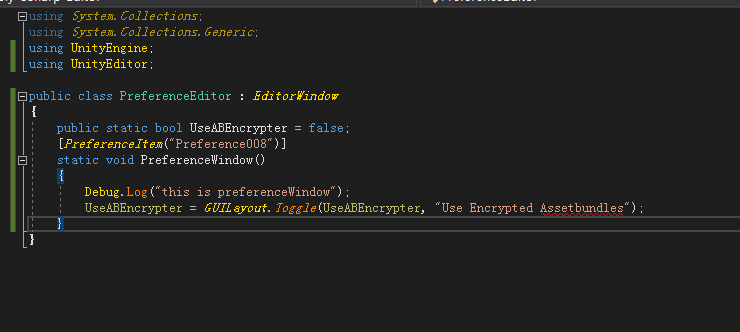 using System.Collections;
using System.Collections.Generic;
using UnityEngine;
using UnityEditor;
public class PreferenceEditor : EditorWindow
{
public static bool UseABEncrypter = false;
[PreferenceItem("Preference008")]
static void PreferenceWindow()
{
Debug.Log("this is preferenceWindow");
UseABEncrypter = GUILayout.Toggle(UseABEncrypter, "Use Encrypted Assetbundles");
}
}